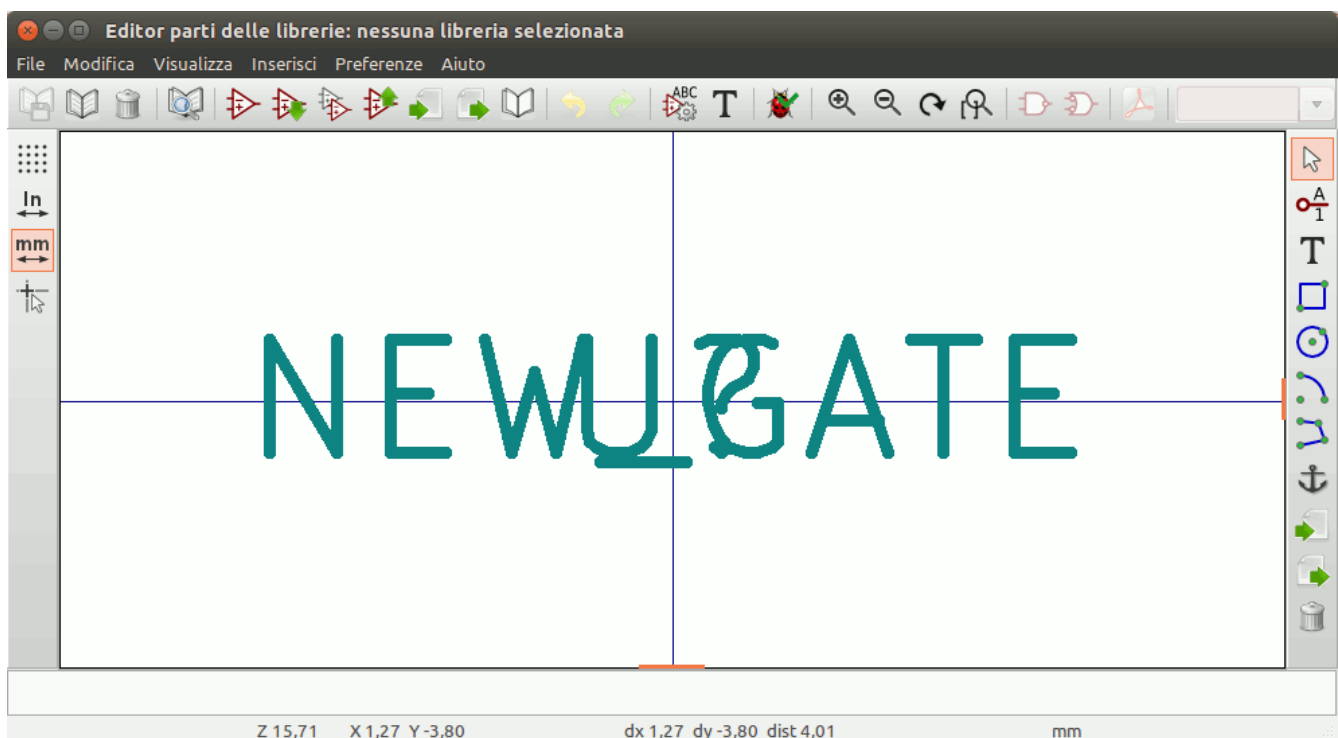 Editor parti delle librerie: nessuna libreria selezionata
File Modifica Visualizza Inserisci Preferenze Aiuto
ABC T
In
mm
A
1
T
NEW_GATE
U?
Z 15,71 X 1,27 Y -3,80 dx 1,27 dy -3,80 dist 4,01 mm